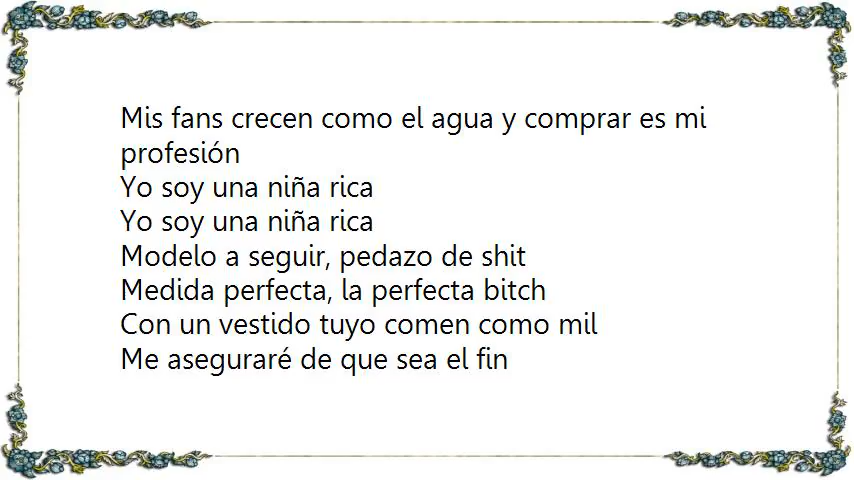 Mis fans crecen como el agua y comprar es mi
profesión
Yo soy una niña rica
Yo soy una niña rica
Modelo a seguir, pedazo de shit
Medida perfecta, la perfecta bitch
Con un vestido tuyo comen como mil
Me aseguraré de que sea el fin